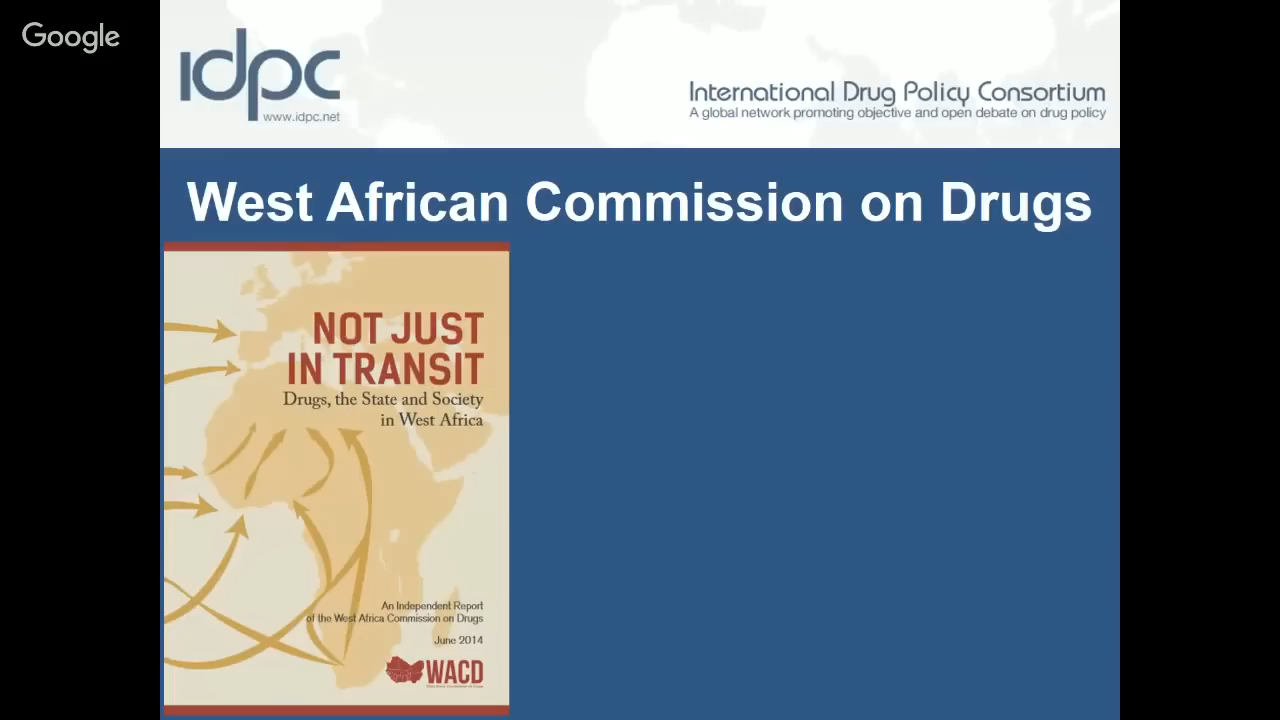 Google
idpc
www.idpc.net
International Drug Policy Consortium
A global network promoting objective and open debate on drug policy
West African Commission on Drugs
NOT JUST
IN TRANSIT
Drugs, the State and Society
in West Africa
An Independent Report
of the West Africa Commission on Drugs
June 2014
WACD